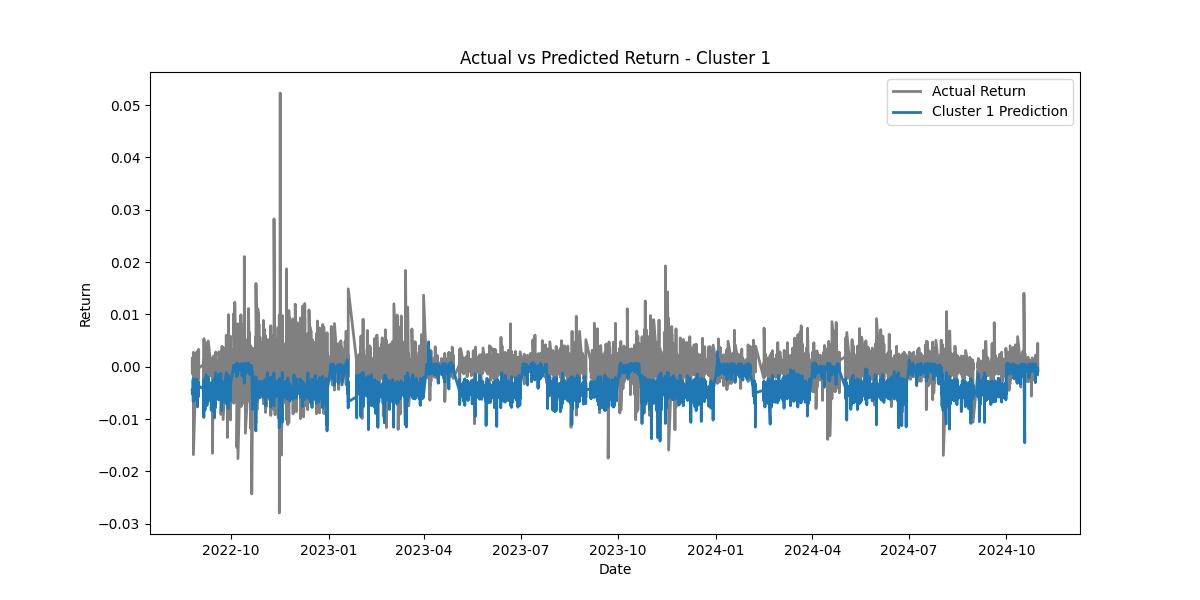 Actual vs Predicted Return - Cluster 1
Actual Return
Cluster 1 Prediction
Return
0.05
0.04
0.03
0.02
0.01
0.00
−0.01
−0.02
−0.03
2022-10 2023-01 2023-04 2023-07 2023-10 2024-01 2024-04 2024-07 2024-10
Date